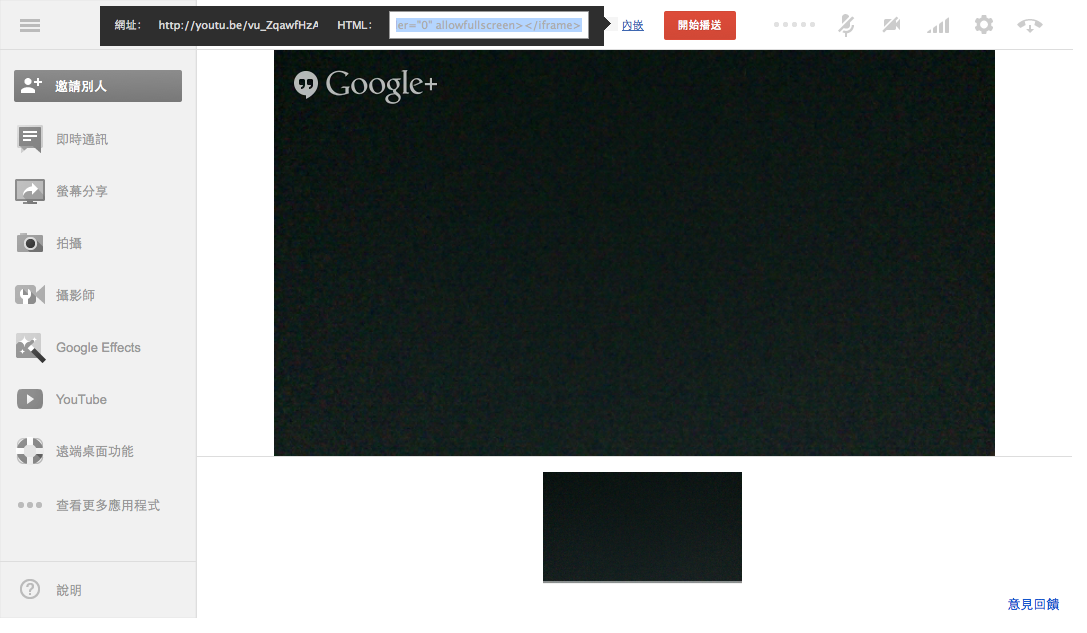 網址： http://youtu.be/vu_ZqawfHzA HTML： er="0" allowfullscreen></iframe> 內嵌 開始播送
邀請別人
Google+
即時通訊
螢幕分享
拍攝
攝影師
Google Effects
YouTube
遠端桌面功能
查看更多應用程式
說明
意見回饋